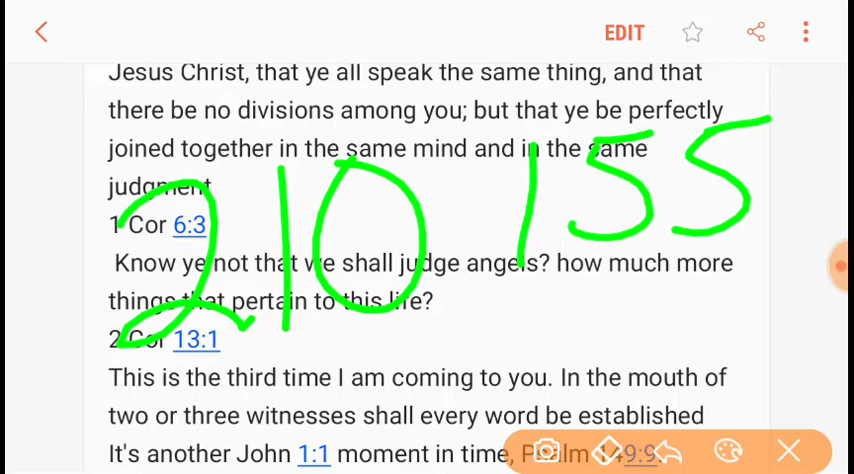 EDIT
Jesus Christ, that ye all speak the same thing, and that
there be no divisions among you; but that ye be perfectly
joined together in the same mind and in the same
judgment
210 155
1 Cor 6:3
Know ye not that we shall judge angels? how much more
things that pertain to this life?
2 Cor 13:1
This is the third time I am coming to you. In the mouth of
two or three witnesses shall every word be established
It's another John 1:1 moment in time, Psalm 149:9